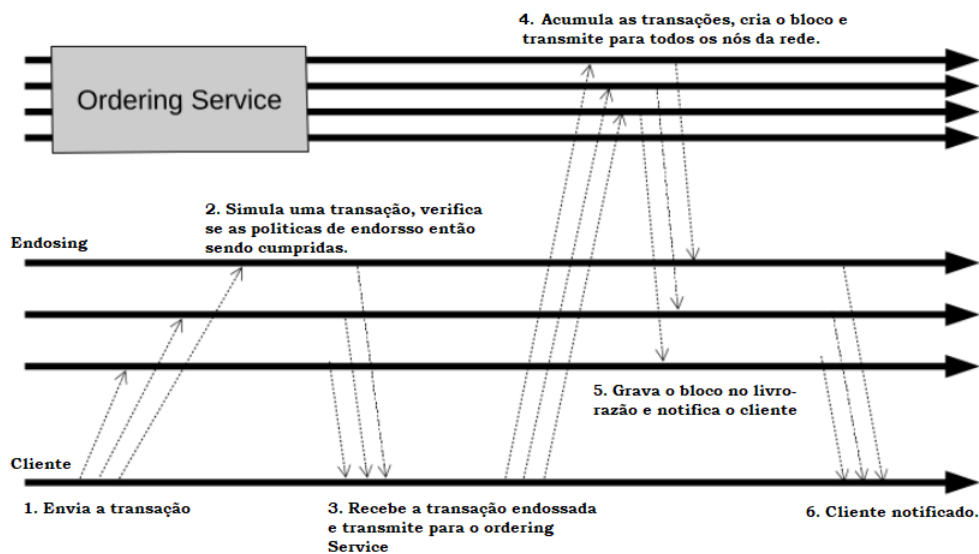 4. Acumula as transações, cria o bloco e
transmite para todos os nós da rede.
Ordering Service
2. Simula uma transação, verifica
se as politicas de endorsso então
sendo cumpridas.
Endosing
5. Grava o bloco no livro-
razão e notifica o cliente
Cliente
1. Envia a transação
3. Recebe a transação endossada
e transmite para o ordering
Service
6. Cliente notificado.